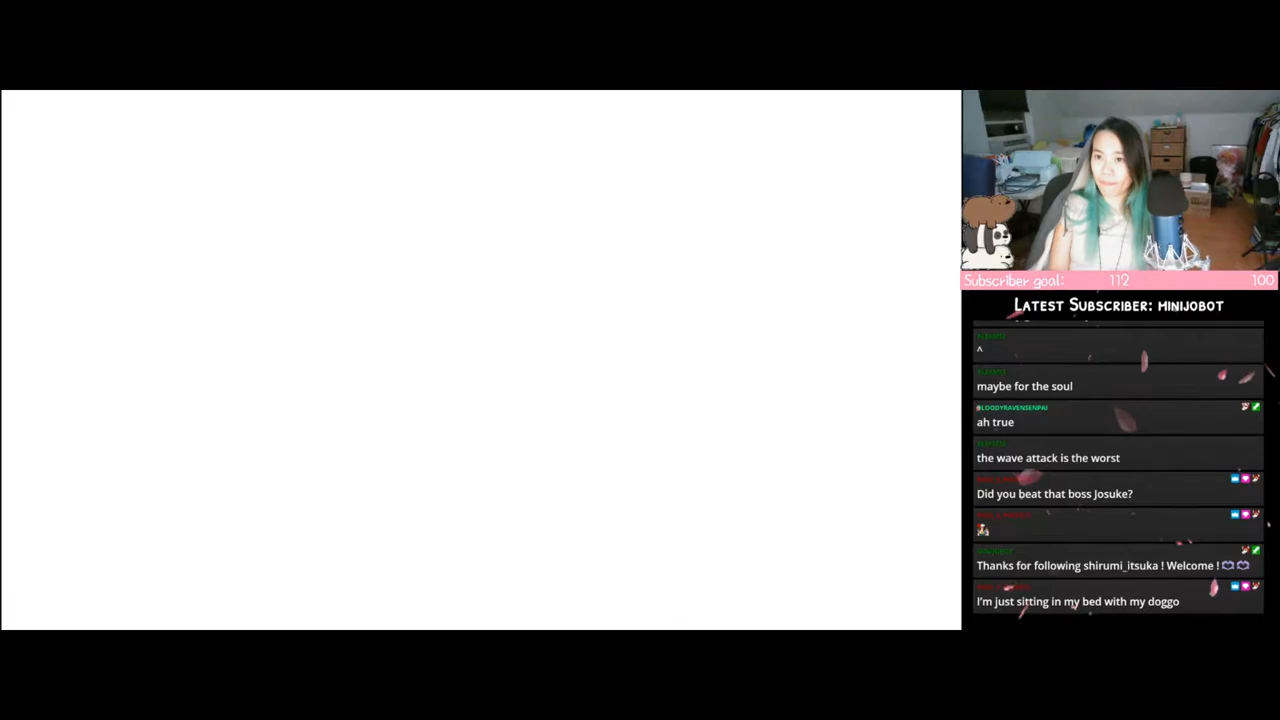 Subscriber goal: 112 100
Latest Subscriber: minijobot
^
maybe for the soul
@LOODYRAVENSENPAI
ah true
the wave attack is the worst
Did you beat that boss Josuke?
Thanks for following shirumi_itsuka ! Welcome !
I'm just sitting in my bed with my doggo